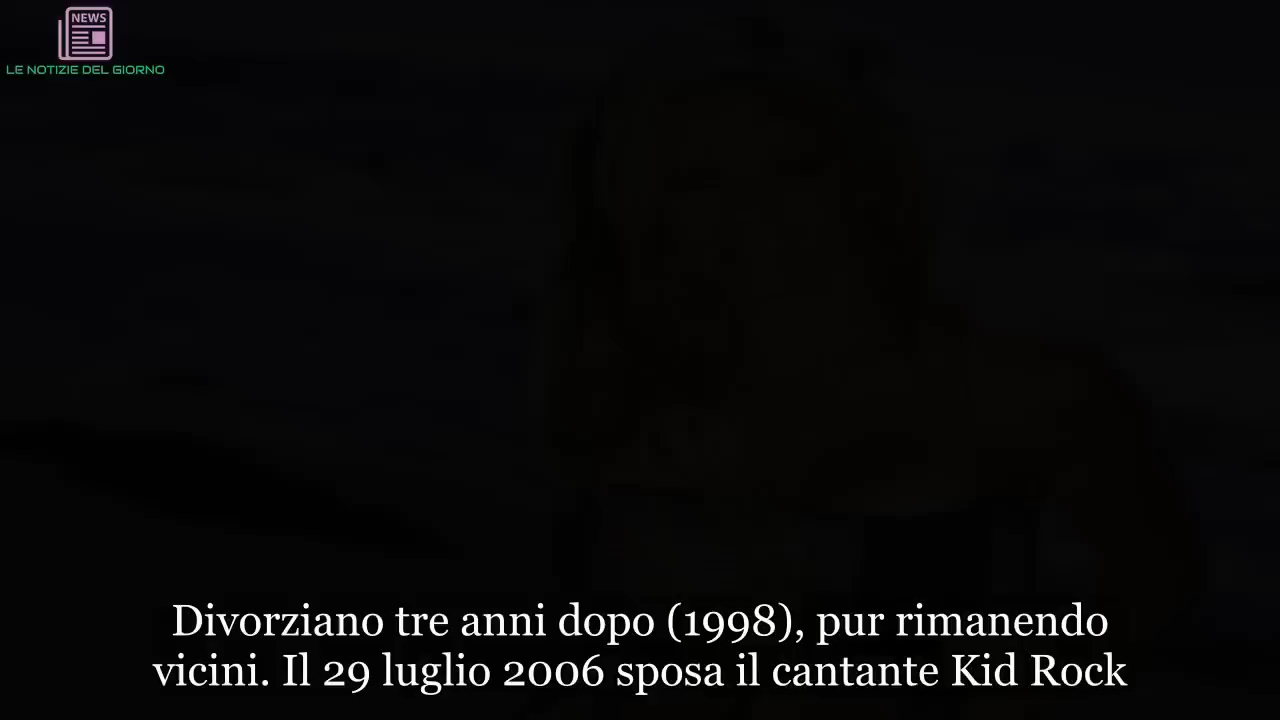 NEWS
LE NOTIZIE DEL GIORNO
Divorziano tre anni dopo (1998), pur rimanendo
vicini. Il 29 luglio 2006 sposa il cantante Kid Rock